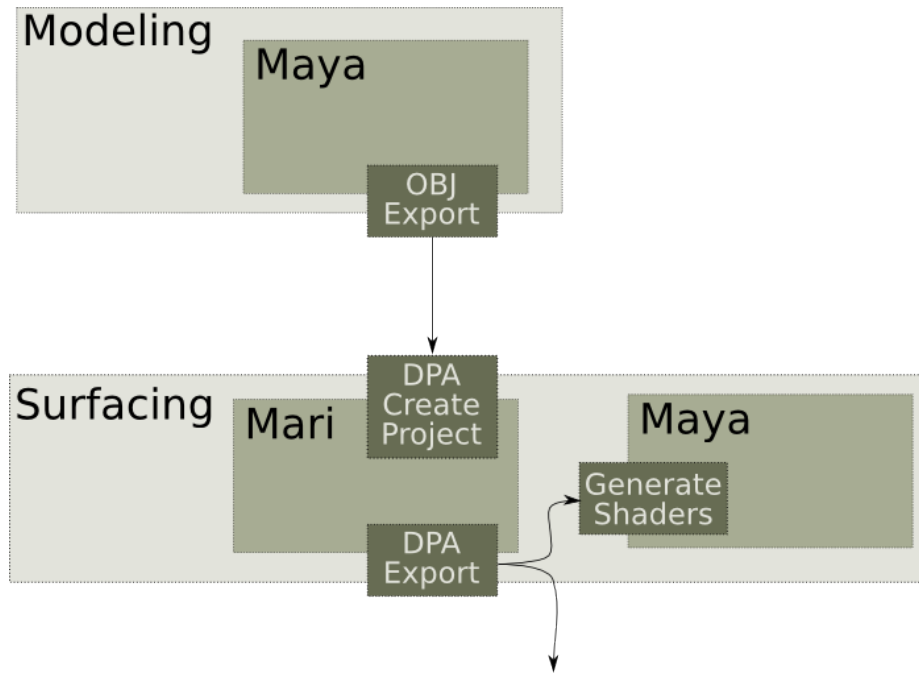 Modeling
Maya
OBJ
Export
DPA
Create
Project
Surfacing
Mari
Maya
Generate
Shaders
DPA
Export